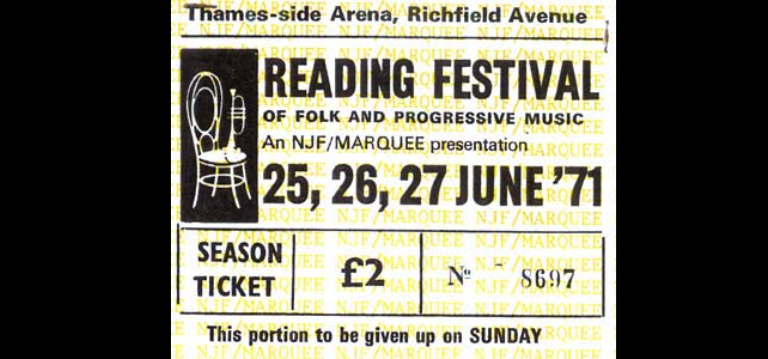 Thames-side Arena, Richfield Avenue
READING FESTIVAL
OF FOLK AND PROGRESSIVE MUSIC
An NJF/MARQUEE presentation
25, 26, 27 JUNE '71
SEASON TICKET
£2
Nº - 8697
This portion to be given up on SUNDAY